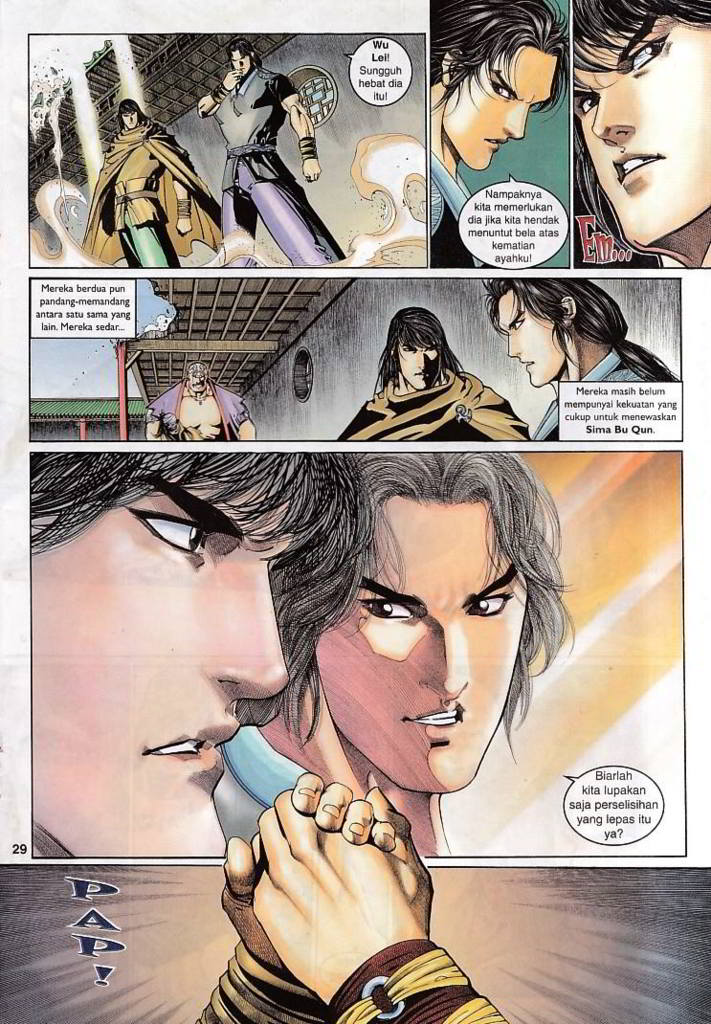 Wu
Lei!
Sungguh
hebat dia
itu!
Nampaknya
kita memerlukan
dia jika kita hendak
menuntut bela atas
kematian
ayahku!
Em...
Mereka berdua pun
pandang-memandang
antara satu sama yang
lain. Mereka sedar...
Mereka masih belum
mempunyai kekuatan yang
cukup untuk menewaskan
Sima Bu Qun.
Biarlah
kita lupakan
saja perselisihan
yang lepas itu
ya?
29
PAP!